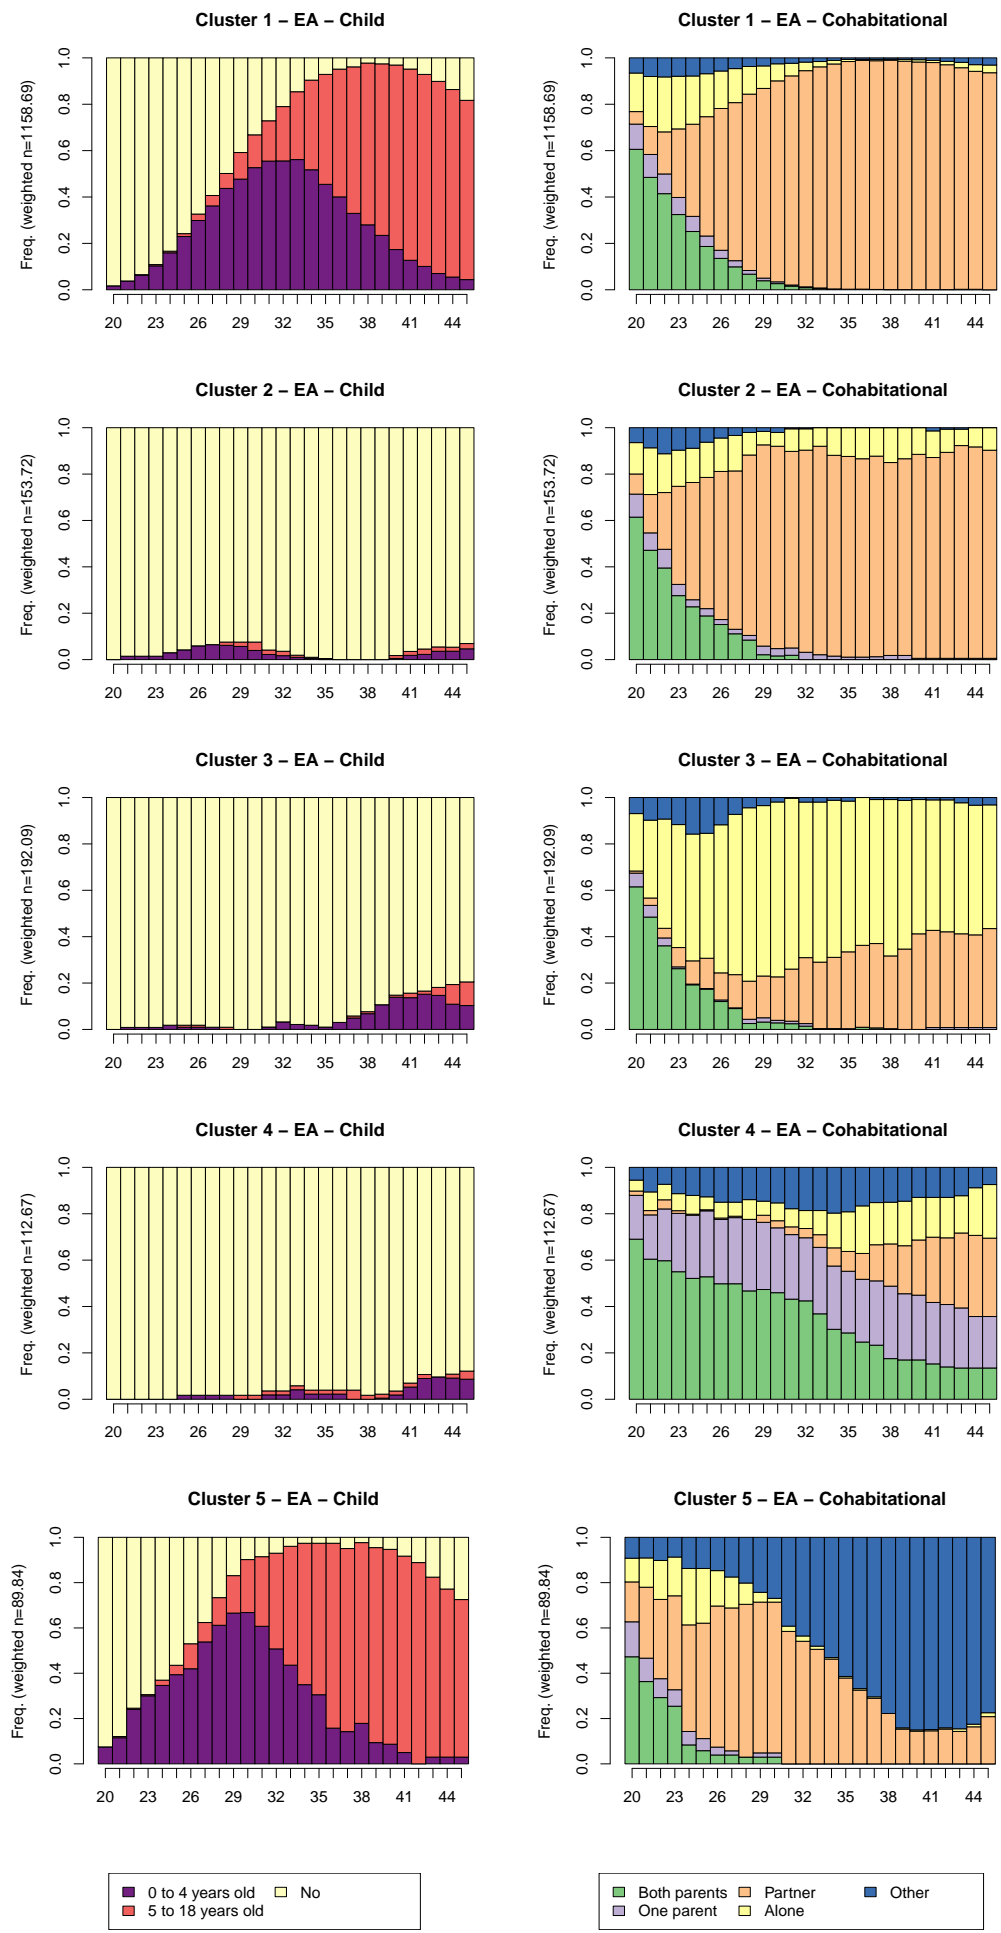 Cluster 1 – EA – Child
Freq. (weighted n=1158.69)
0.0 0.2 0.4 0.6 0.8 1.0
20 23 26 29 32 35 38 41 44
Cluster 1 – EA – Cohabitational
Freq. (weighted n=1158.69)
0.0 0.2 0.4 0.6 0.8 1.0
20 23 26 29 32 35 38 41 44
Cluster 2 – EA – Child
Freq. (weighted n=153.72)
0.0 0.2 0.4 0.6 0.8 1.0
20 23 26 29 32 35 38 41 44
Cluster 2 – EA – Cohabitational
Freq. (weighted n=153.72)
0.0 0.2 0.4 0.6 0.8 1.0
20 23 26 29 32 35 38 41 44
Cluster 3 – EA – Child
Freq. (weighted n=192.09)
0.0 0.2 0.4 0.6 0.8 1.0
20 23 26 29 32 35 38 41 44
Cluster 3 – EA – Cohabitational
Freq. (weighted n=192.09)
0.0 0.2 0.4 0.6 0.8 1.0
20 23 26 29 32 35 38 41 44
Cluster 4 – EA – Child
Freq. (weighted n=112.67)
0.0 0.2 0.4 0.6 0.8 1.0
20 23 26 29 32 35 38 41 44
Cluster 4 – EA – Cohabitational
Freq. (weighted n=112.67)
0.0 0.2 0.4 0.6 0.8 1.0
20 23 26 29 32 35 38 41 44
Cluster 5 – EA – Child
Freq. (weighted n=89.84)
0.0 0.2 0.4 0.6 0.8 1.0
20 23 26 29 32 35 38 41 44
Cluster 5 – EA – Cohabitational
Freq. (weighted n=89.84)
0.0 0.2 0.4 0.6 0.8 1.0
20 23 26 29 32 35 38 41 44
0 to 4 years old No
5 to 18 years old
Both parents Partner Other
One parent Alone